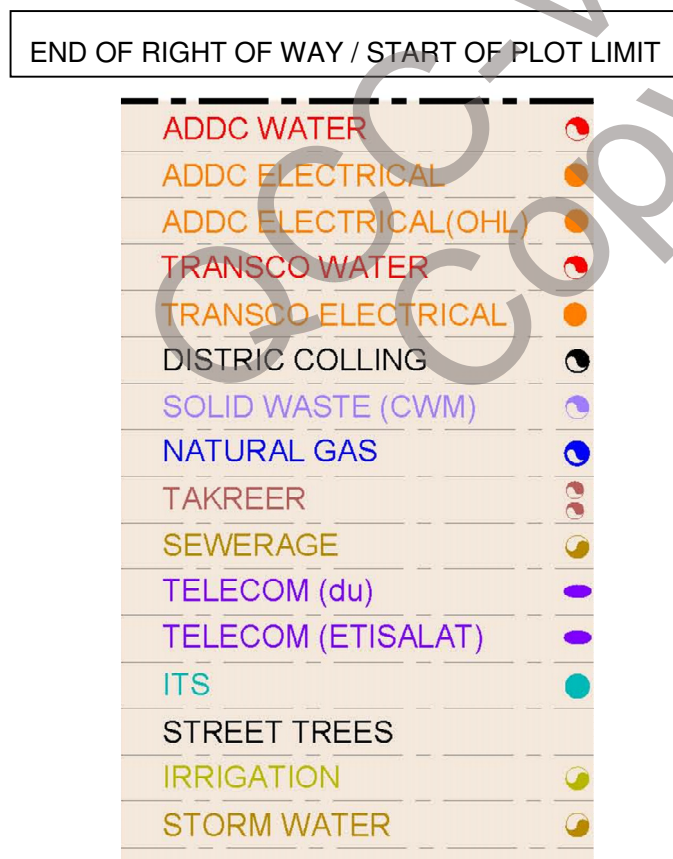 END OF RIGHT OF WAY / START OF PLOT LIMIT
ADDC WATER
ADDC ELECTRICAL
ADDC ELECTRICAL(OHL)
TRANSCO WATER
TRANSCO ELECTRICAL
DISTRIC COLLING
SOLID WASTE (CWM)
NATURAL GAS
TAKREER
SEWERAGE
TELECOM (du)
TELECOM (ETISALAT)
ITS
STREET TREES
IRRIGATION
STORM WATER